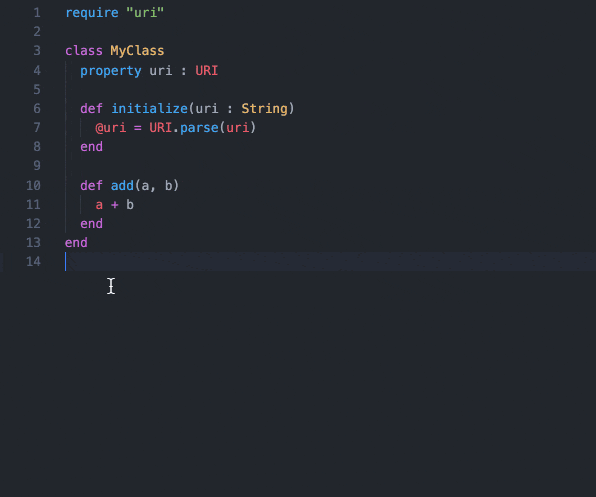 1 require "uri"
2
3 class MyClass
4   property uri : URI
5
6   def initialize(uri : String)
7     @uri = URI.parse(uri)
8   end
9
10   def add(a, b)
11     a + b
12   end
13 end
14